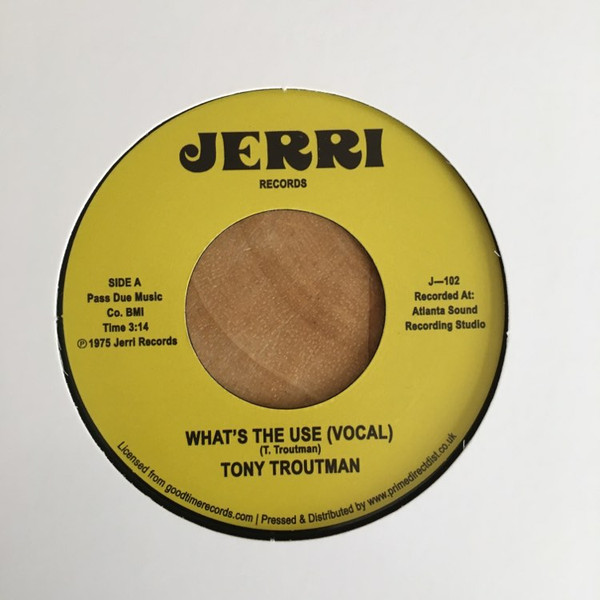 JERRI
RECORDS
SIDE A
Pass Due Music
Co. BMI
Time 3:14
℗ 1975 Jerri Records
J—102
Recorded At:
Atlanta Sound
Recording Studio
WHAT'S THE USE (VOCAL)
(T. Troutman)
TONY TROUTMAN
Licensed from goodtimerecords.com | Pressed & Distributed by www.primedirectdist.co.uk